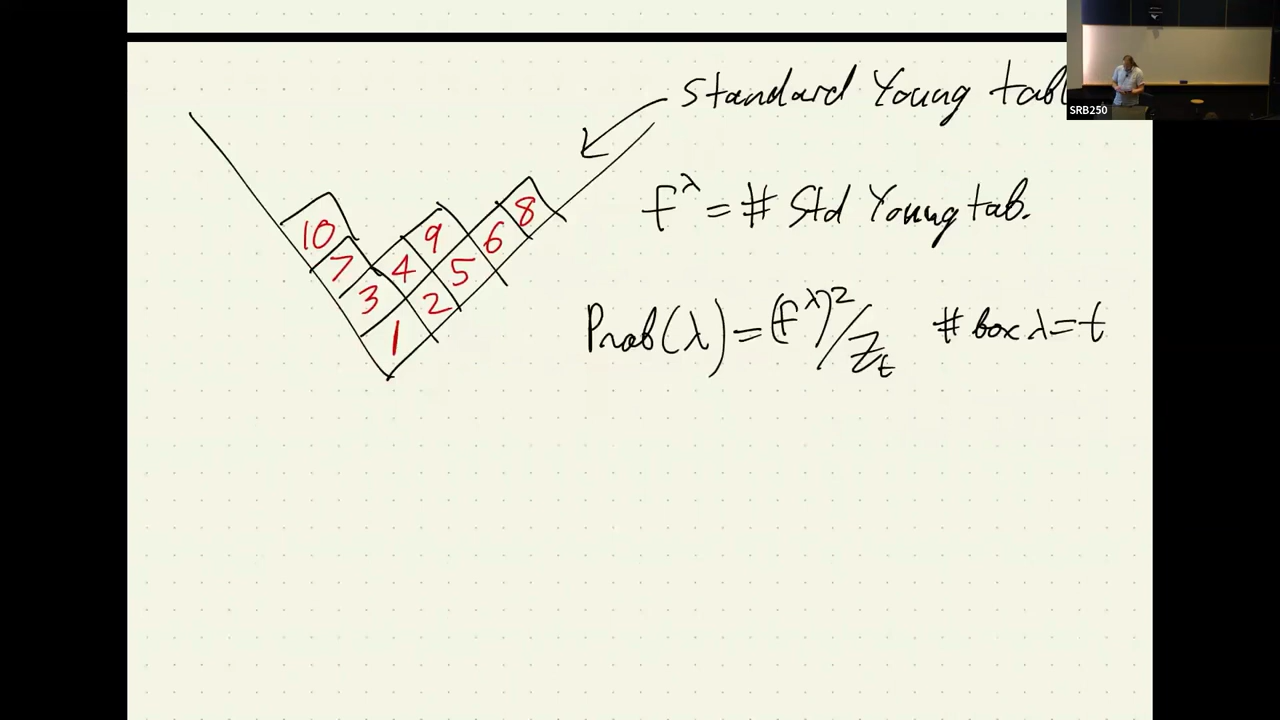 Standard Young
SRB250
f^λ = # Std Young tab.
Prob(λ) = (f^λ)²/Z_t # box λ = t
10
9
8
7
4
6
3
5
2
1